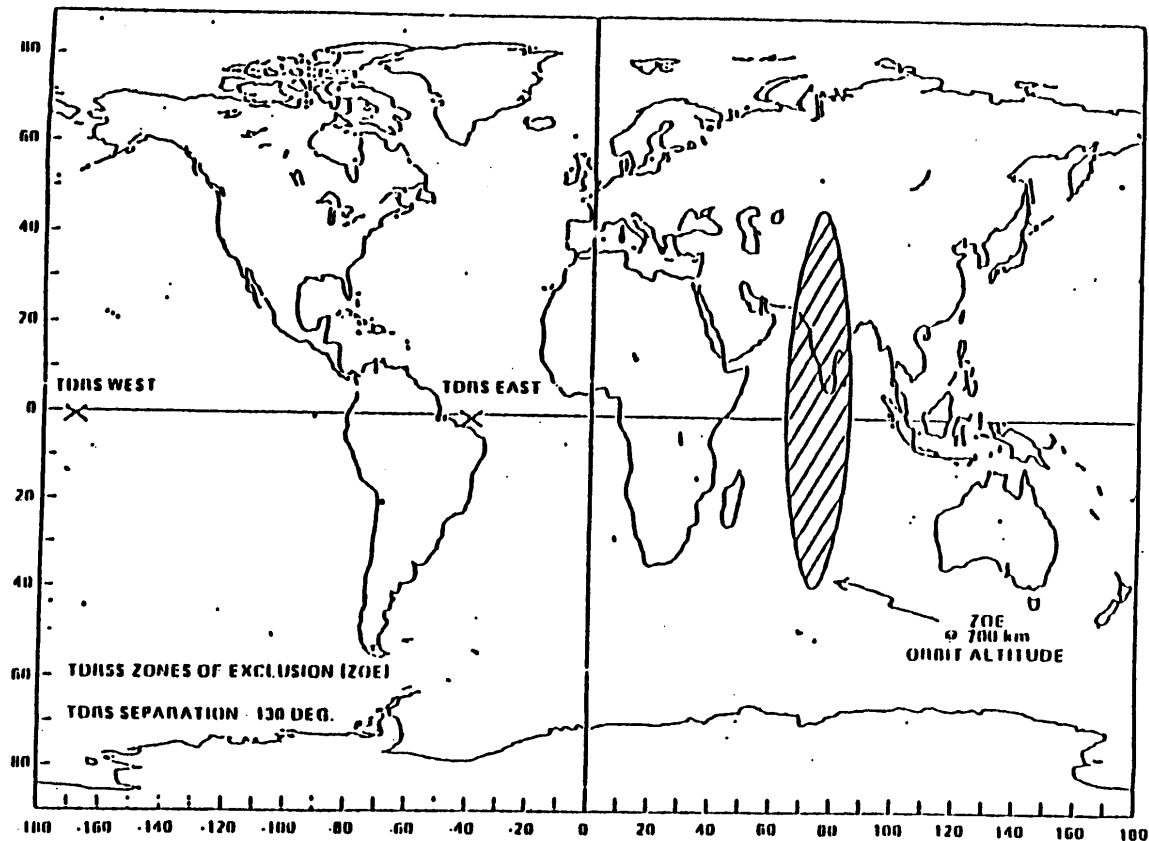 80
60
40
20
0
20
40
60
80
TDRS WEST
TDRS EAST
ZOE
@ 700 km
ORBIT ALTITUDE
TDRSS ZONES OF EXCLUSION (ZOE)
TDRS SEPARATION - 130 DEG.
-180 -160 -140 -120 -100 -80 -60 -40 -20 0 20 40 60 80 100 120 140 160 180